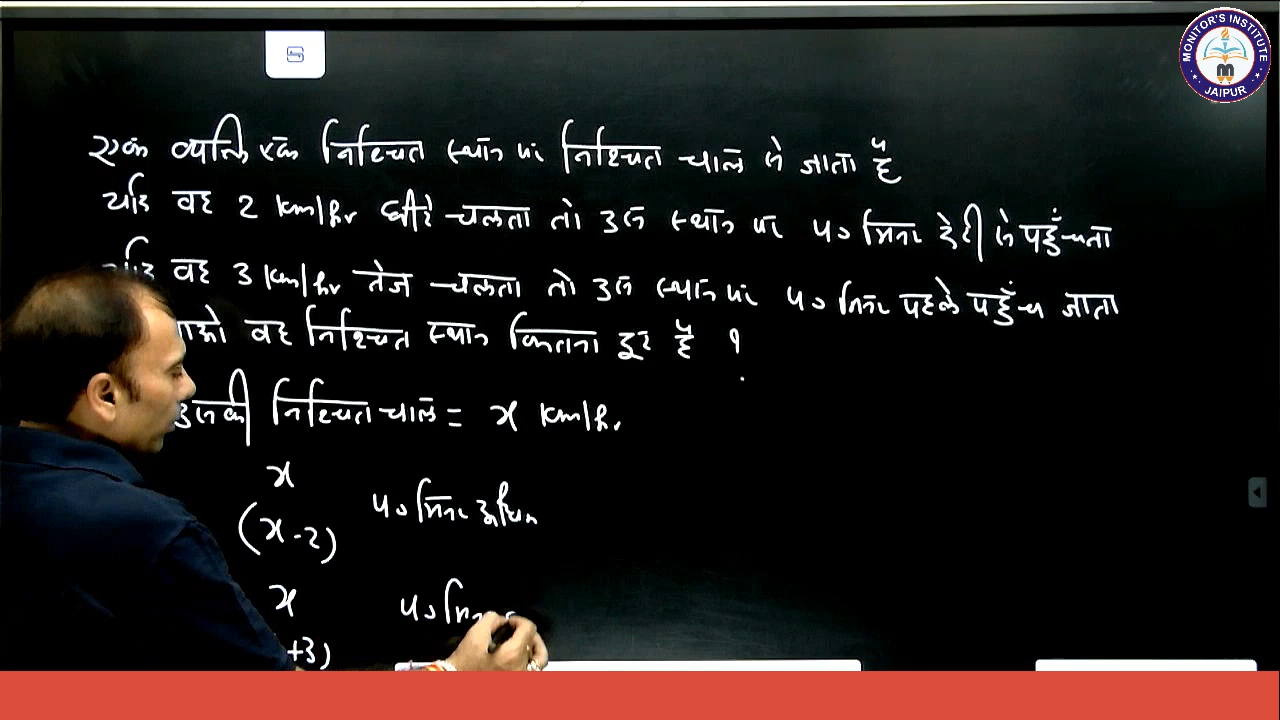 MONITOR'S INSTITUTE JAIPUR
एक व्यक्ति एक निश्चित स्थान पर निश्चित चाल से जाता है
यदि वह 2 km/hr धीरे चलता तो उस स्थान पर 40 मिनट देरी से पहुँचता
यदि वह 3 km/hr तेज चलता तो उस स्थान पर 40 मिनट पहले पहुँच जाता
वह निश्चित स्थान कितना दूर है ?
उसकी निश्चित चाल = x km/hr
x
(x-2) 40 मिनट अधिक
x 40 मिनट
+3)